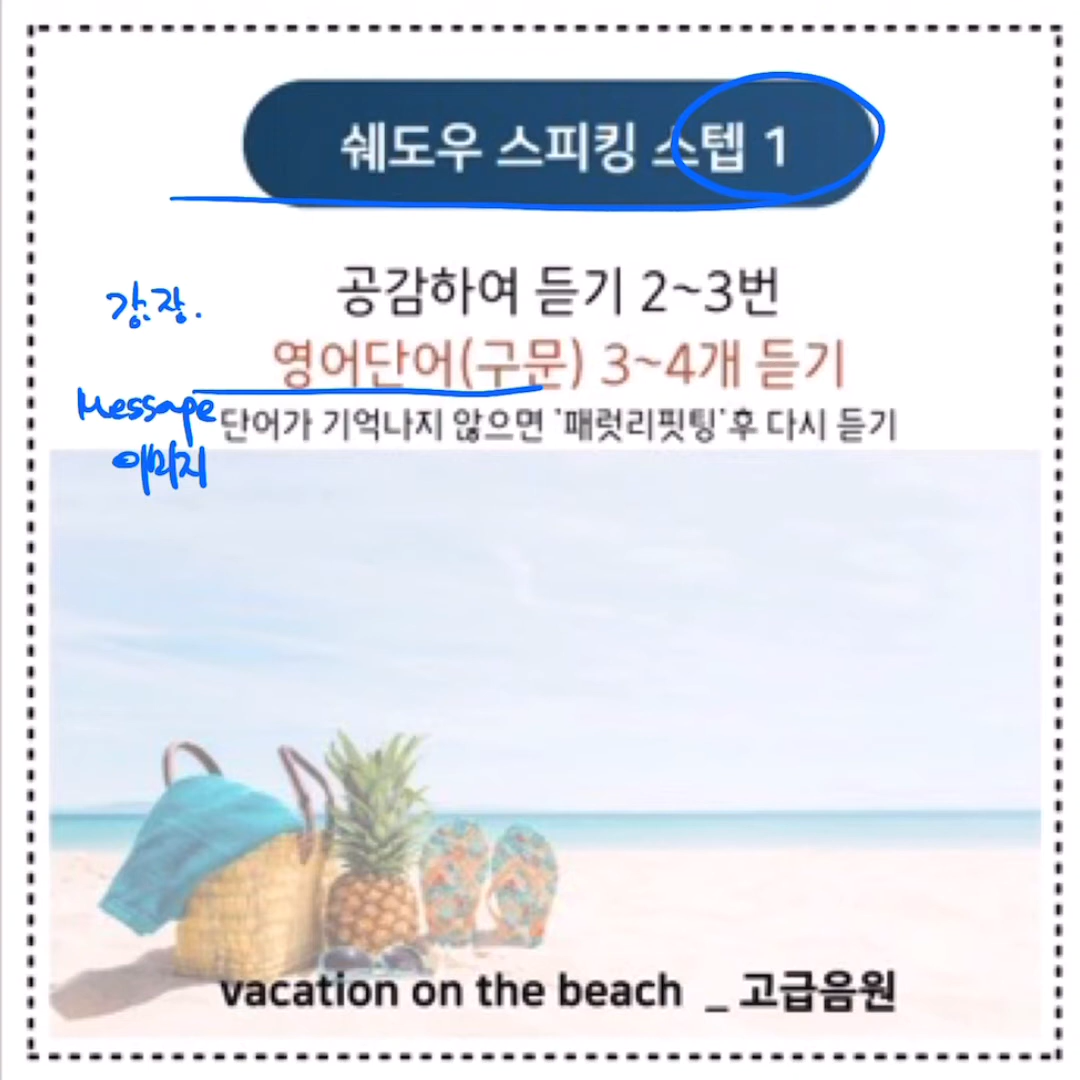 쉐도우 스피킹 스텝 1
공감하여 듣기 2~3번
강.장.
영어단어(구문) 3~4개 듣기
Message
단어가 기억나지 않으면 '패럿리핏팅'후 다시 듣기
이미지
vacation on the beach _ 고급음원